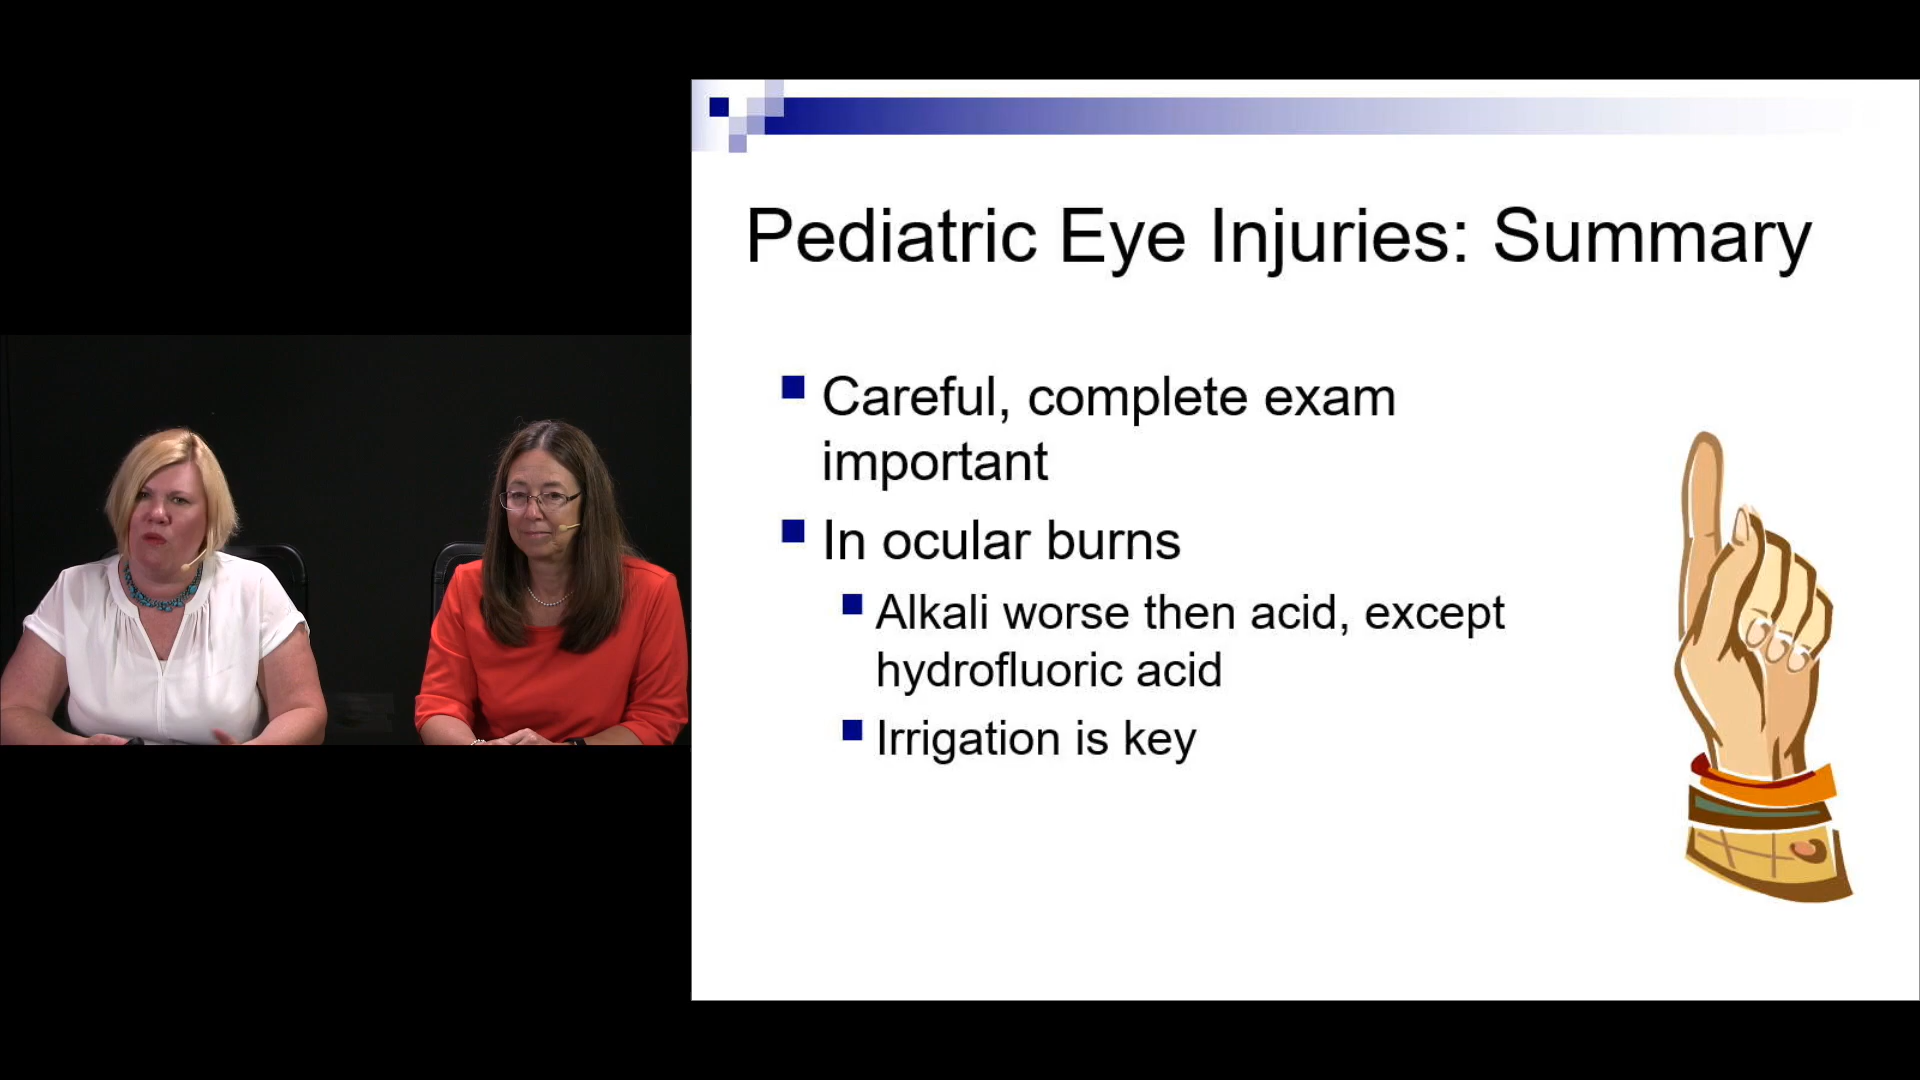 Pediatric Eye Injuries: Summary
Careful, complete exam
important
In ocular burns
Alkali worse then acid, except
hydrofluoric acid
Irrigation is key